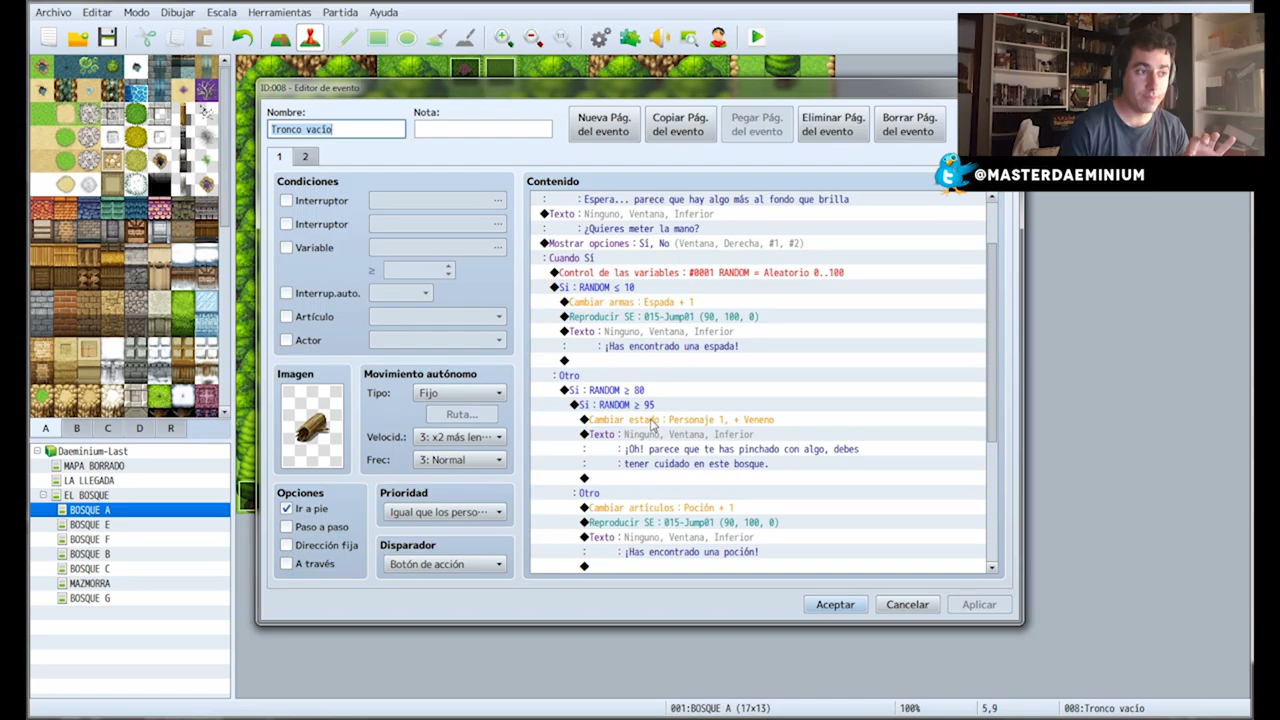 Archivo Editar Modo Dibujar Escala Herramientas Partida Ayuda
1:1
ID:008 - Editor de evento
Nombre:
Nota:
Tronco vacío
Nueva Pág. del evento
Copiar Pág. del evento
Pegar Pág. del evento
Eliminar Pág. del evento
Borrar Pág. del evento
@MASTERDAEMINIUM
1 2
Condiciones
Interruptor ...
Interruptor ...
Variable ...
≥
Interrup.auto.
Artículo
Actor
Imagen
Movimiento autónomo
Tipo: Fijo
Ruta...
Velocid.: 3: x2 más len···
Frec: 3: Normal
Opciones
Ir a pie
Paso a paso
Dirección fija
A través
Prioridad
Igual que los perso···
Disparador
Botón de acción
Contenido
: : Espera... parece que hay algo más al fondo que brilla
◆Texto : Ninguno, Ventana, Inferior
: : ¿Quieres meter la mano?
◆Mostrar opciones : Sí, No (Ventana, Derecha, #1, #2)
: Cuando Sí
◆Control de las variables : #0001 RANDOM = Aleatorio 0..100
◆Si : RANDOM ≤ 10
◆Cambiar armas : Espada + 1
◆Reproducir SE : 015-Jump01 (90, 100, 0)
◆Texto : Ninguno, Ventana, Inferior
: : ¡Has encontrado una espada!
◆
: Otro
◆Si : RANDOM ≥ 80
◆Si : RANDOM ≥ 95
◆Cambiar estado : Personaje 1, + Veneno
◆Texto : Ninguno, Ventana, Inferior
: : ¡Oh! parece que te has pinchado con algo, debes
: : tener cuidado en este bosque.
◆
: Otro
◆Cambiar artículos : Poción + 1
◆Reproducir SE : 015-Jump01 (90, 100, 0)
◆Texto : Ninguno, Ventana, Inferior
: : ¡Has encontrado una poción!
◆
Aceptar Cancelar Aplicar
A B C D R
Daeminium-Last
MAPA BORRADO
LA LLEGADA
EL BOSQUE
BOSQUE A
BOSQUE E
BOSQUE F
BOSQUE B
BOSQUE C
MAZMORRA
BOSQUE G
001:BOSQUE A (17×13) 100% 5,9 008:Tronco vacío